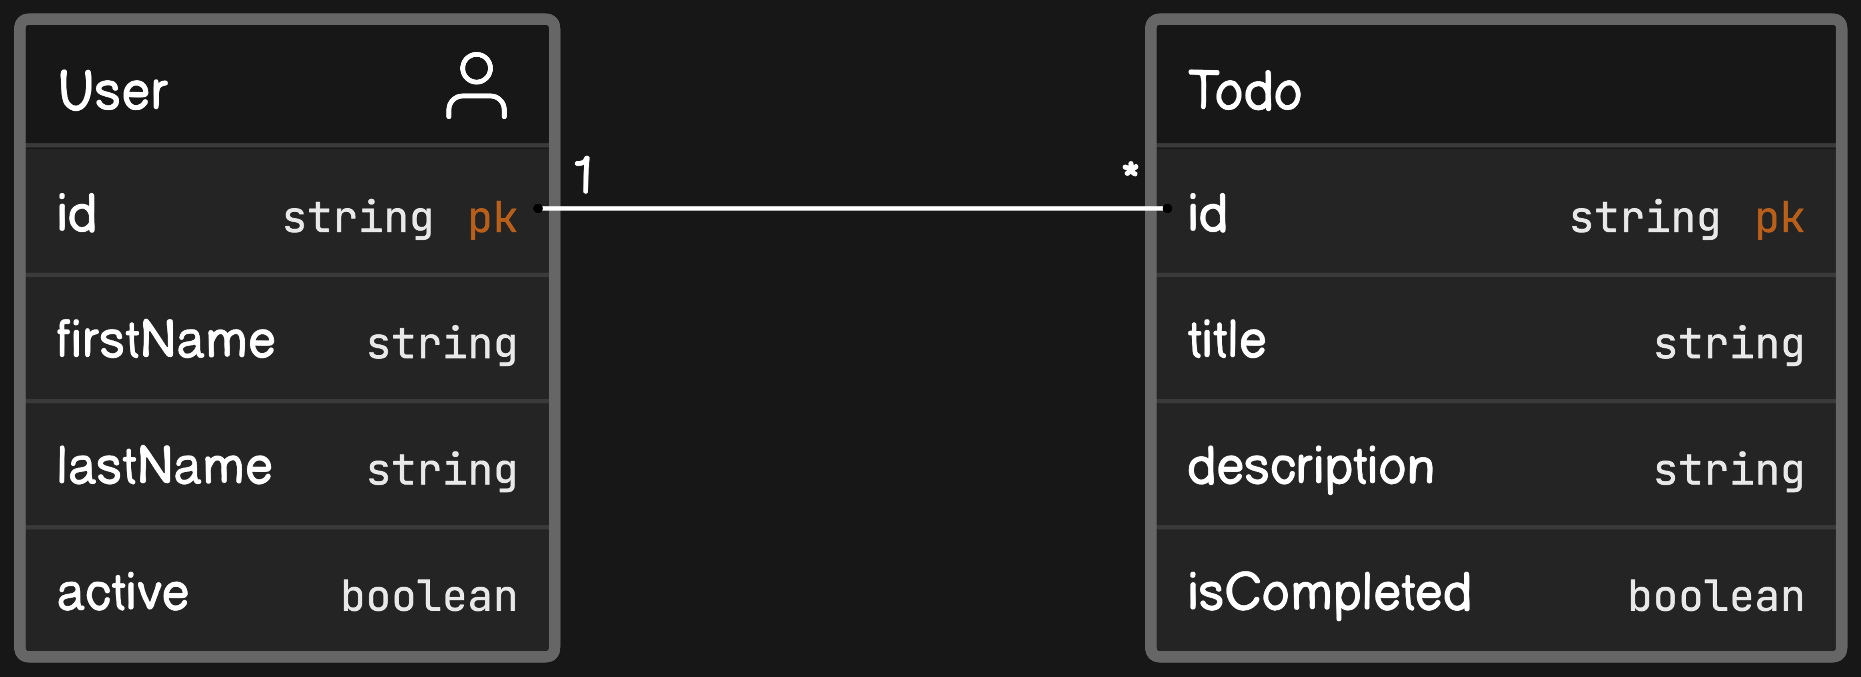 User
id string pk
firstName string
lastName string
active boolean
1 *
Todo
id string pk
title string
description string
isCompleted boolean